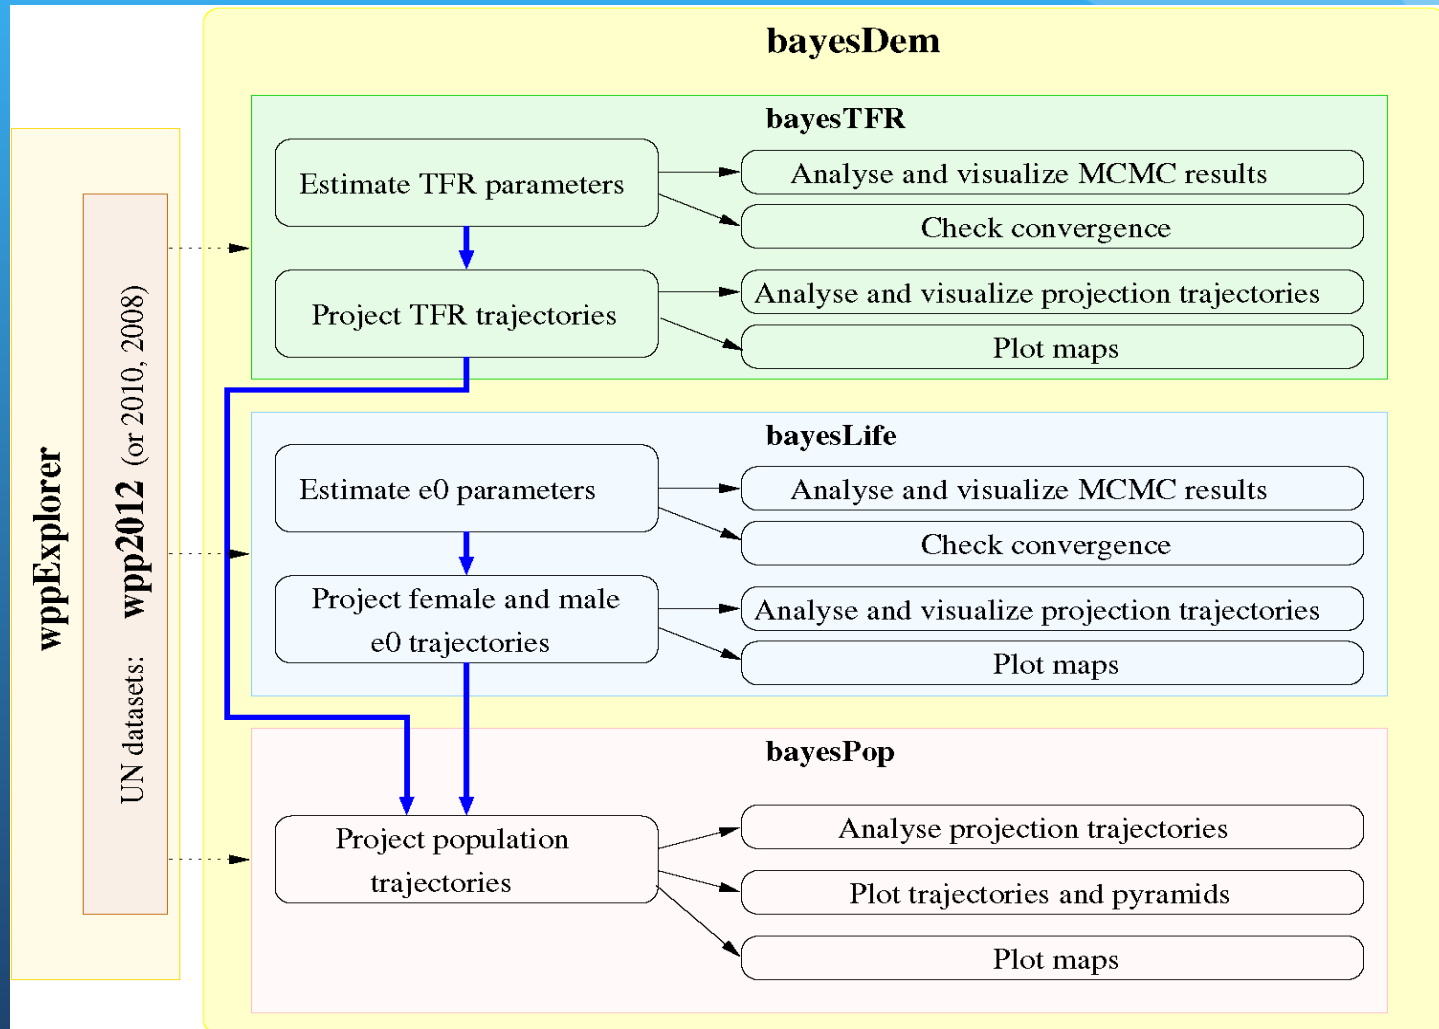 bayesDem
wppExplorer
UN datasets: wpp2012 (or 2010, 2008)
bayesTFR
Estimate TFR parameters
Analyse and visualize MCMC results
Check convergence
Project TFR trajectories
Analyse and visualize projection trajectories
Plot maps
bayesLife
Estimate e0 parameters
Analyse and visualize MCMC results
Check convergence
Project female and male
e0 trajectories
Analyse and visualize projection trajectories
Plot maps
bayesPop
Project population
trajectories
Analyse projection trajectories
Plot trajectories and pyramids
Plot maps